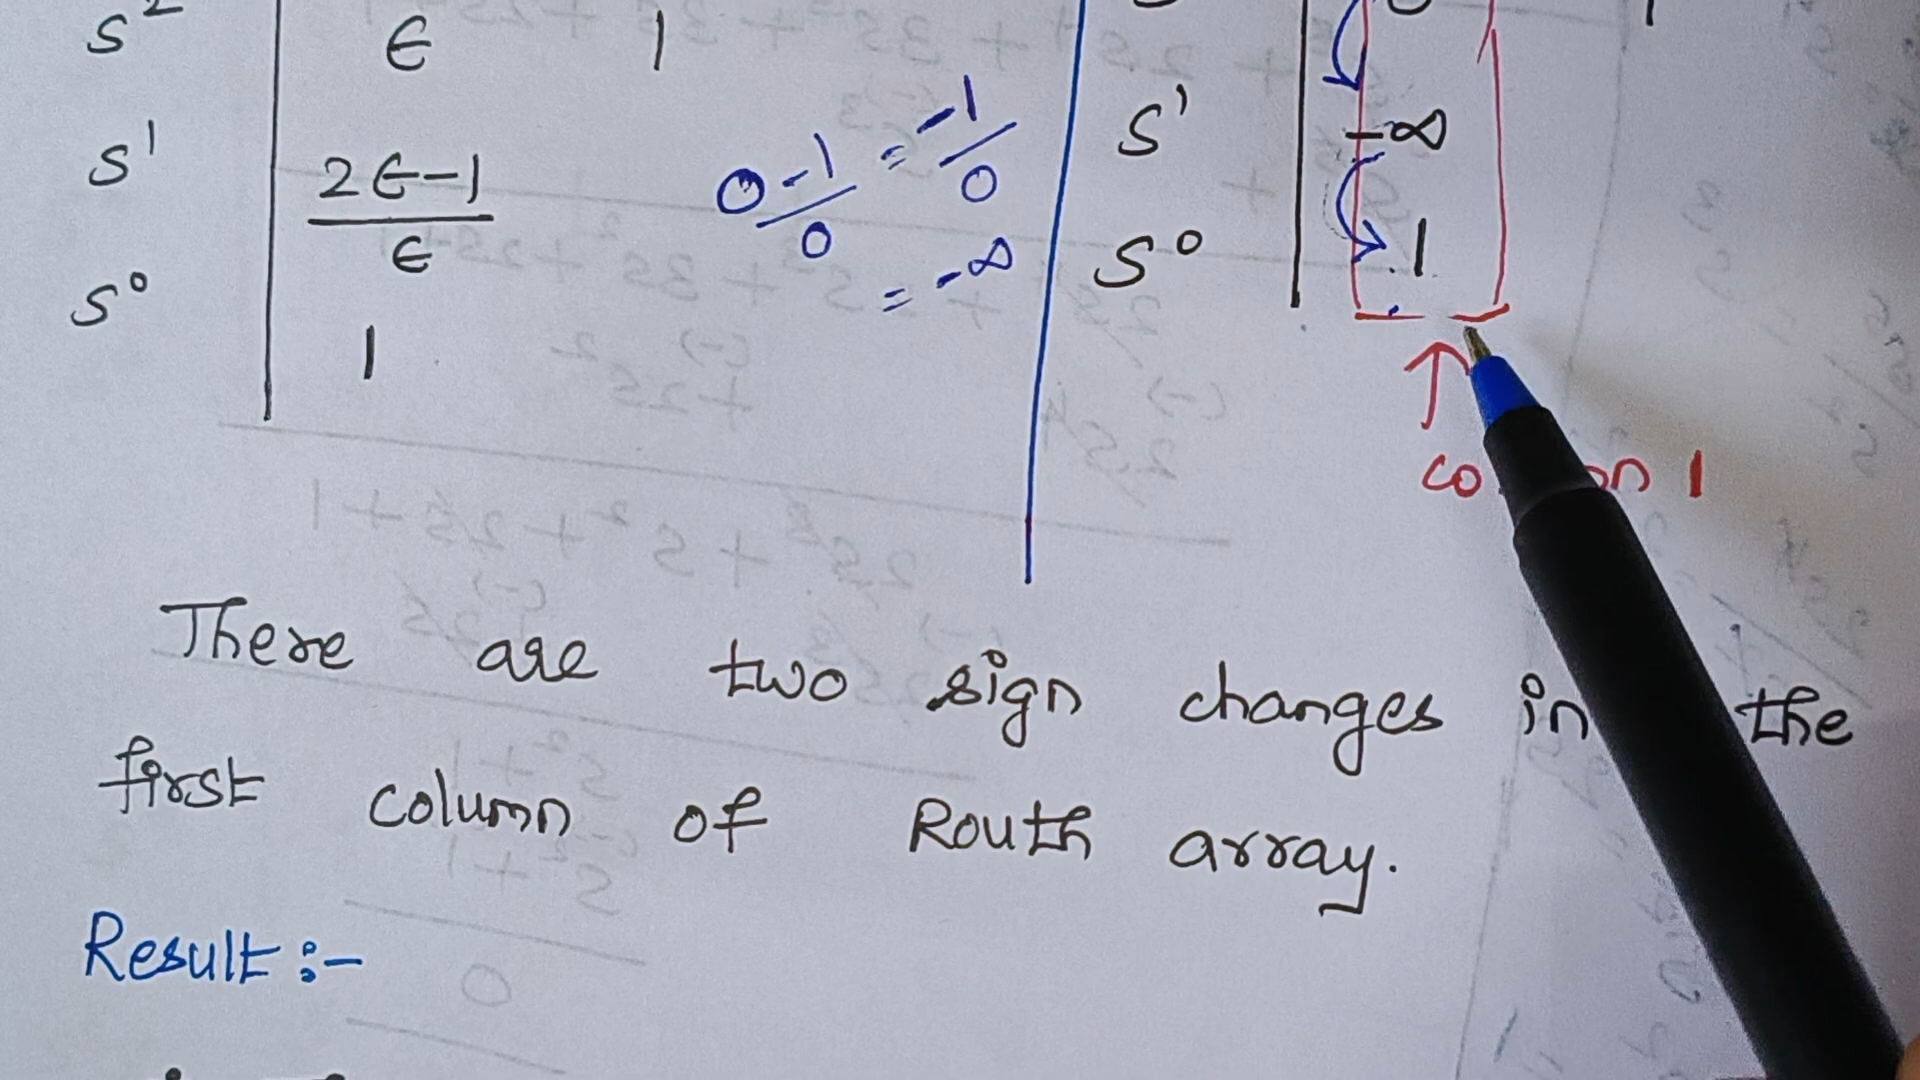 s² ∈ 1
s¹ 2∈-1/∈
s⁰ 1
0-1/0 = -1/0
= -∞
s¹ -∞
s⁰ 1
There are two sign changes in the
first column of Routh array.
Result :-